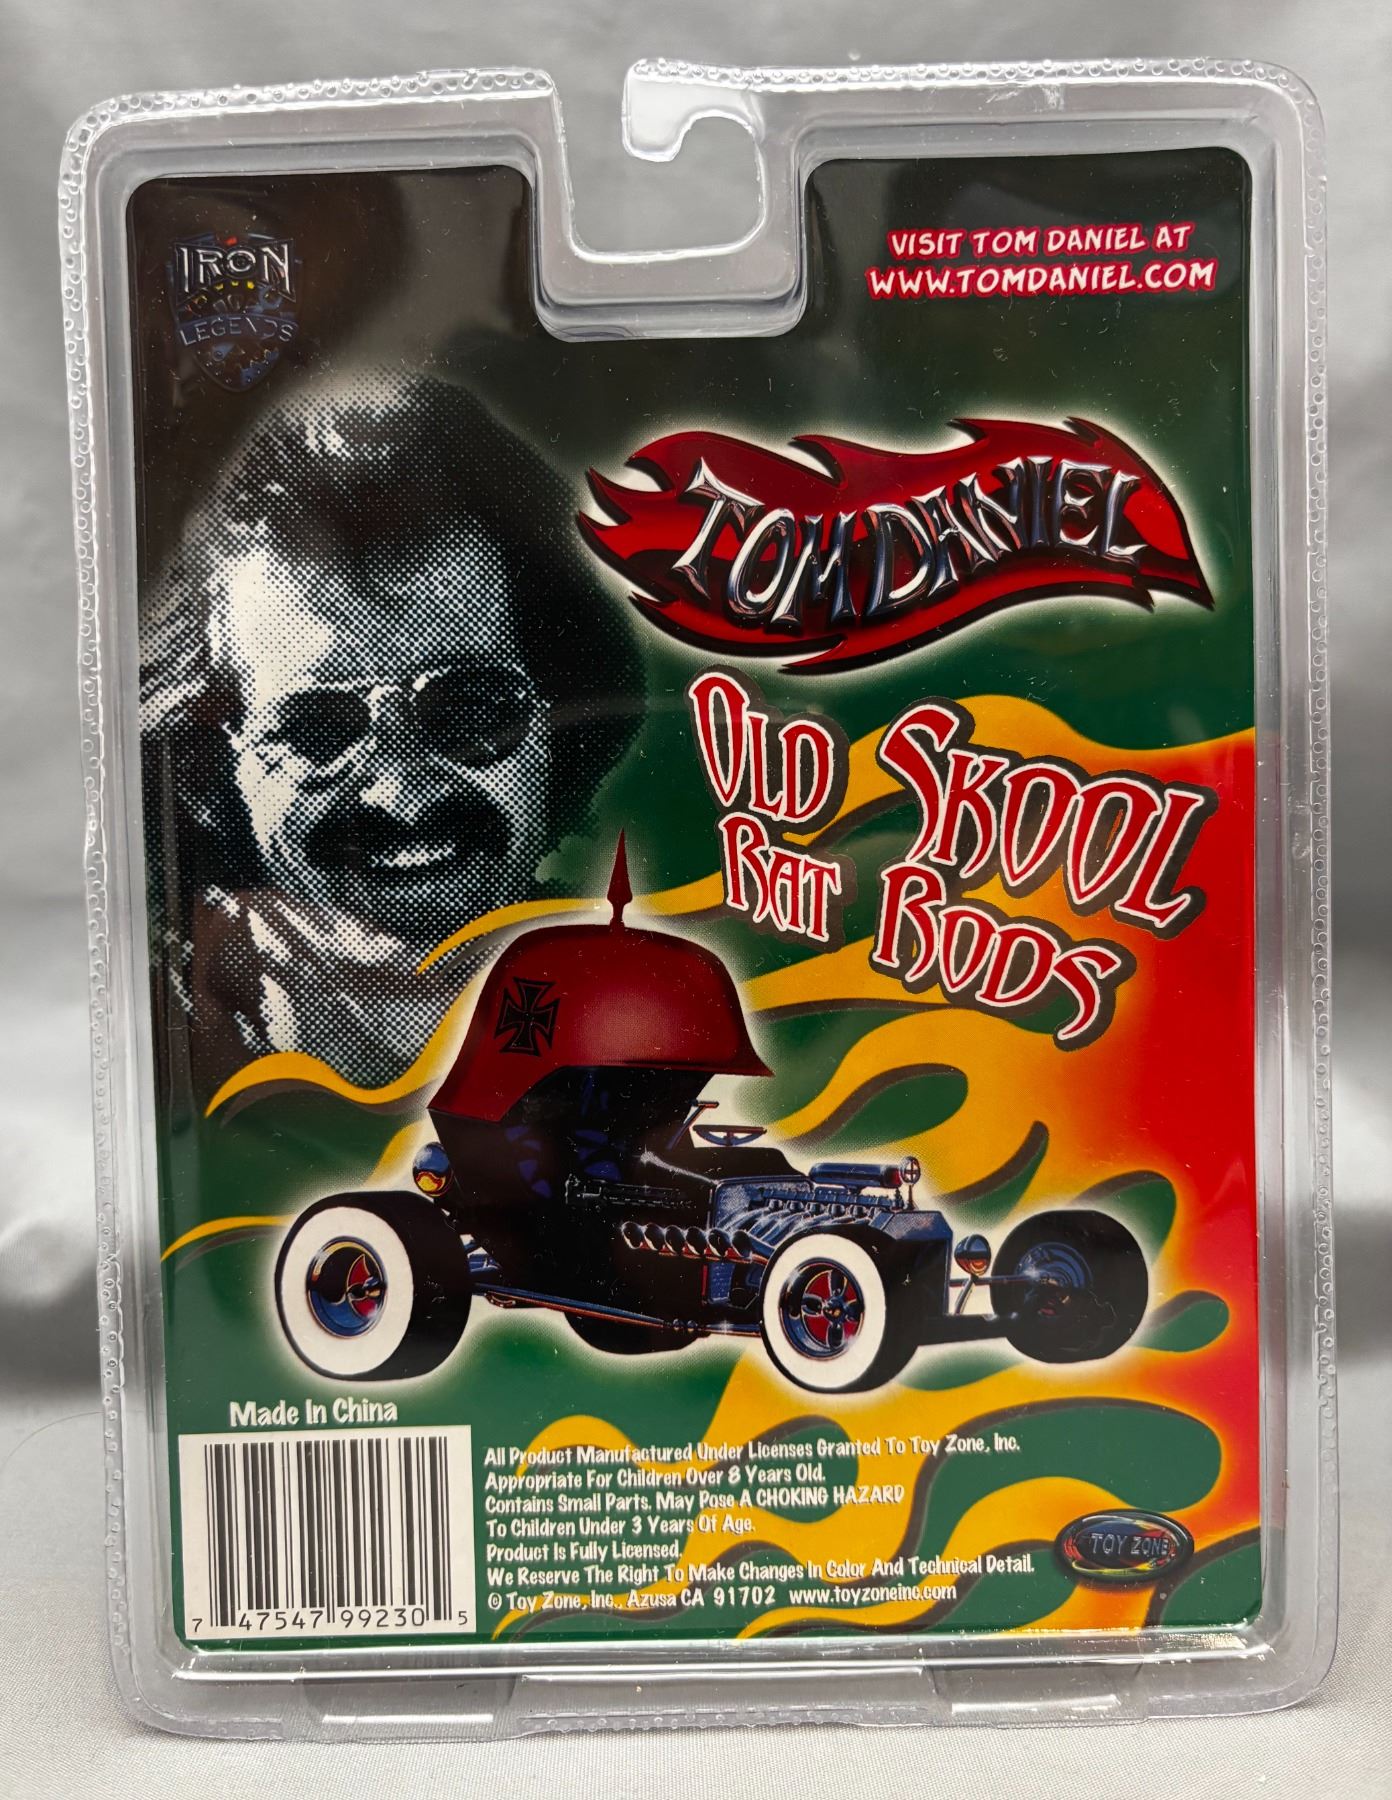 IRON
LEGENDS
VISIT TOM DANIEL AT
WWW.TOMDANIEL.COM
TOM DANIEL
OLD SKOOL
RAT RODS
Made In China
7 47547 99230 5
All Product Manufactured Under Licenses Granted To Toy Zone, Inc.
Appropriate For Children Over 8 Years Old.
Contains Small Parts. May Pose A CHOKING HAZARD
To Children Under 3 Years Of Age.
Product Is Fully Licensed.
We Reserve The Right To Make Changes In Color And Technical Detail.
© Toy Zone, Inc., Azusa CA 91702 www.toyzoneinc.com
TOY ZONE